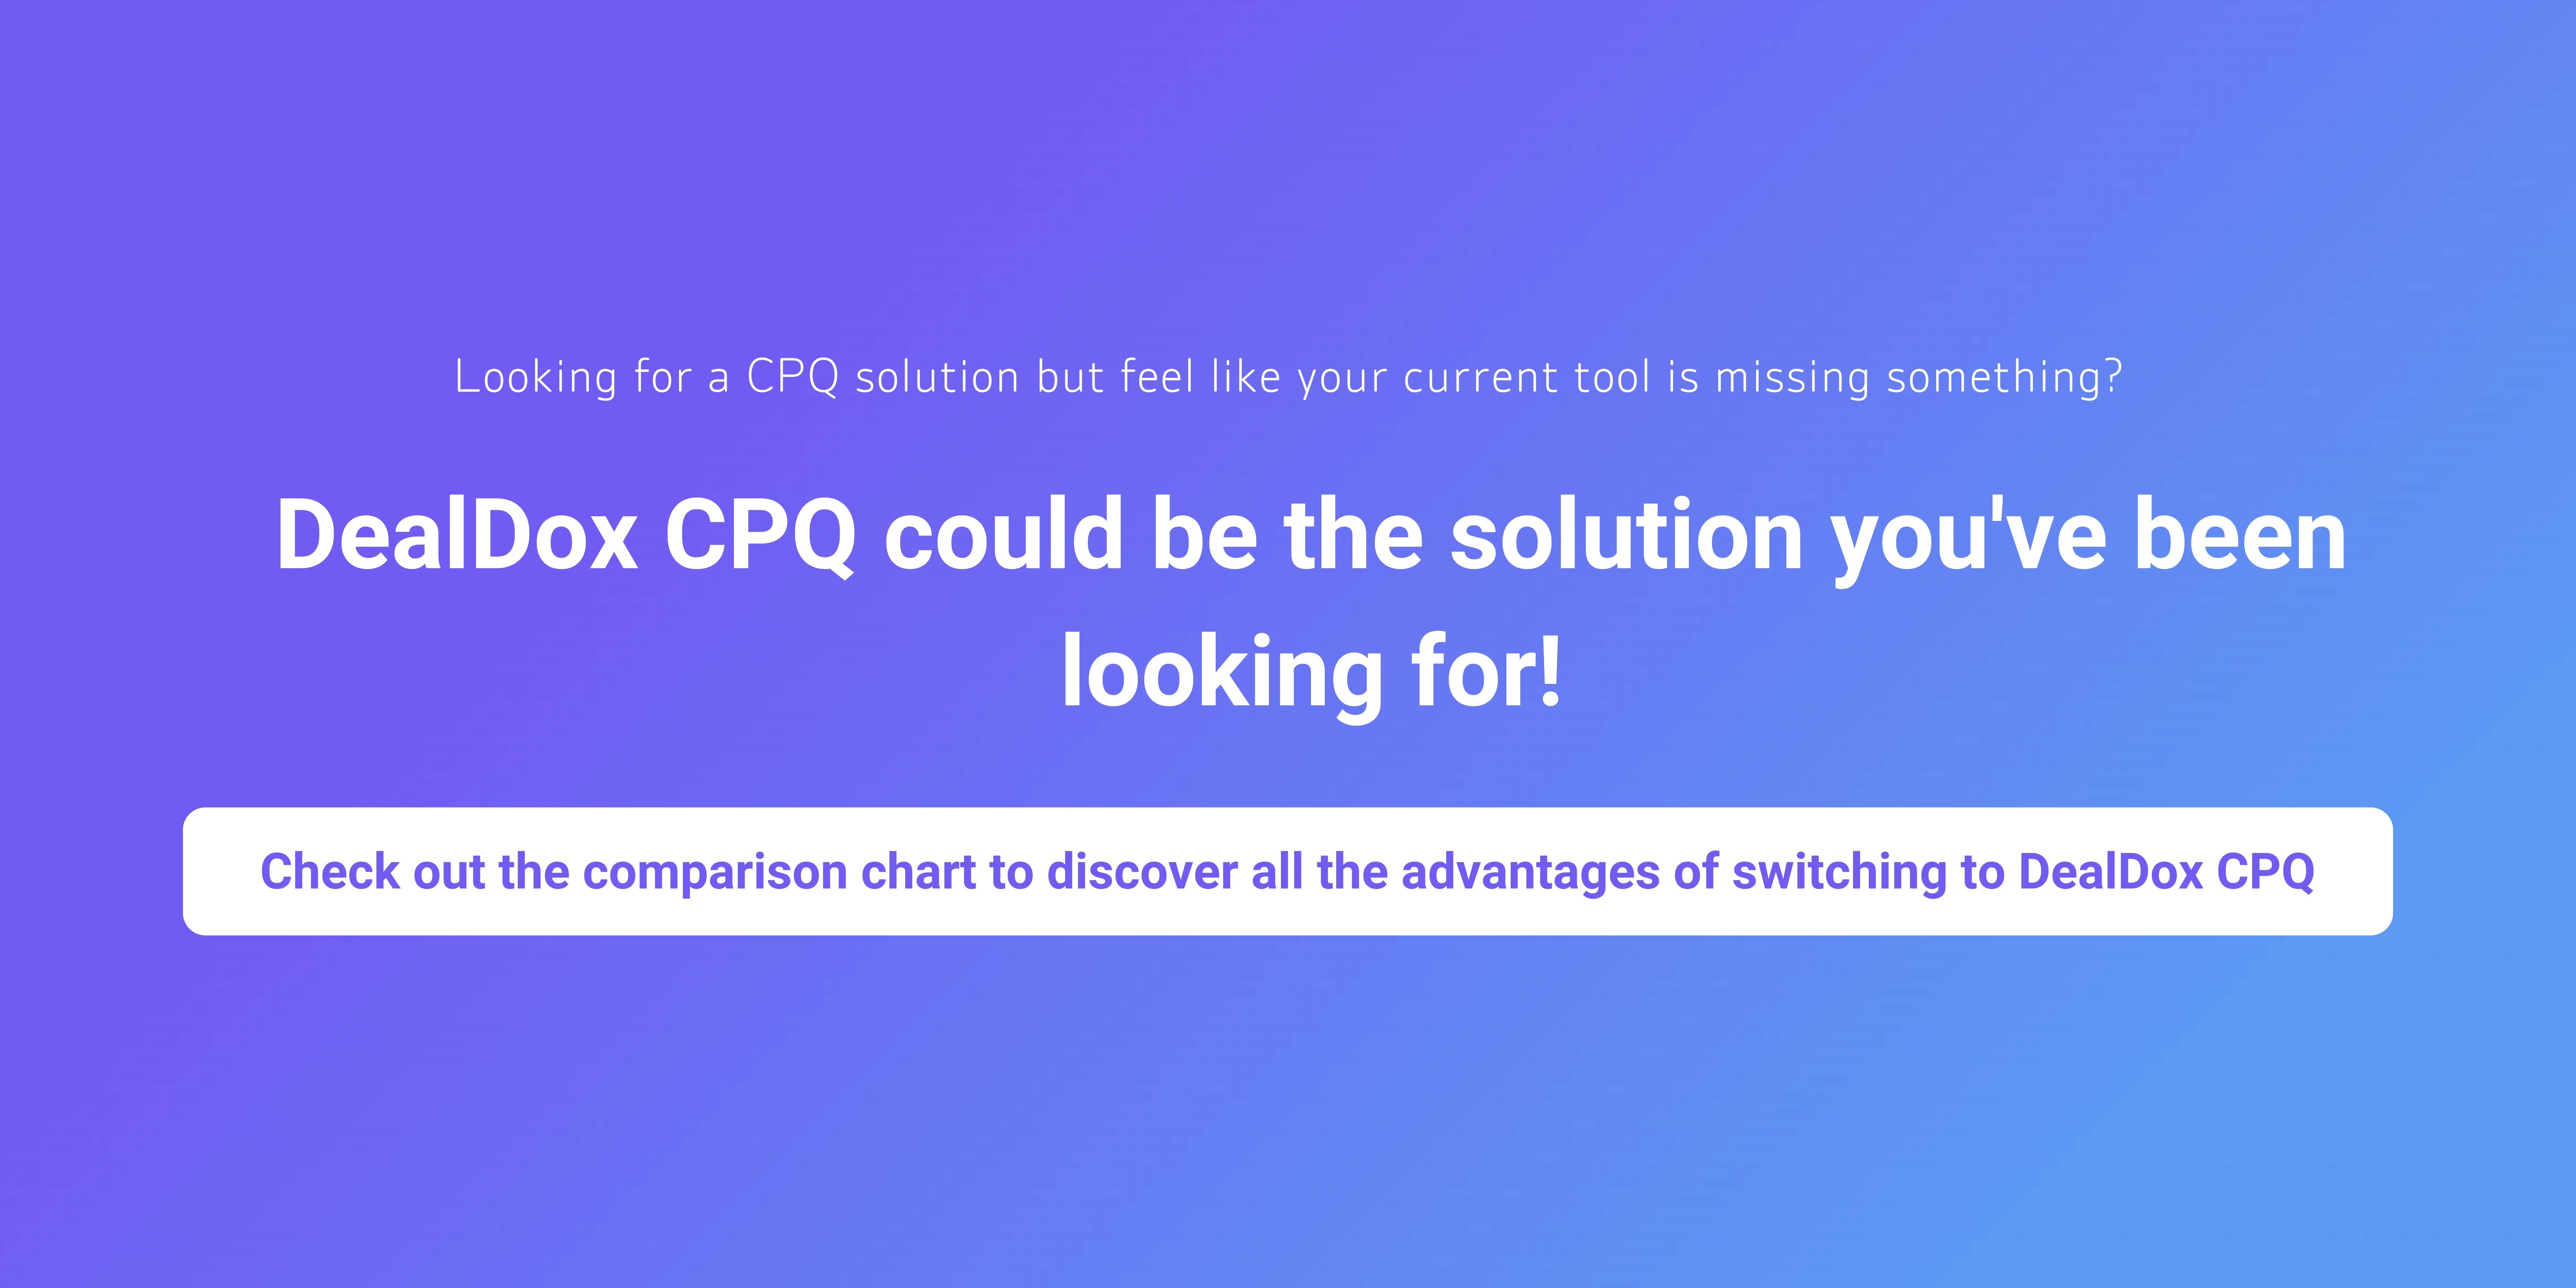 Looking for a CPQ solution but feel like your current tool is missing something?
DealDox CPQ could be the solution you've been
looking for!
Check out the comparison chart to discover all the advantages of switching to DealDox CPQ